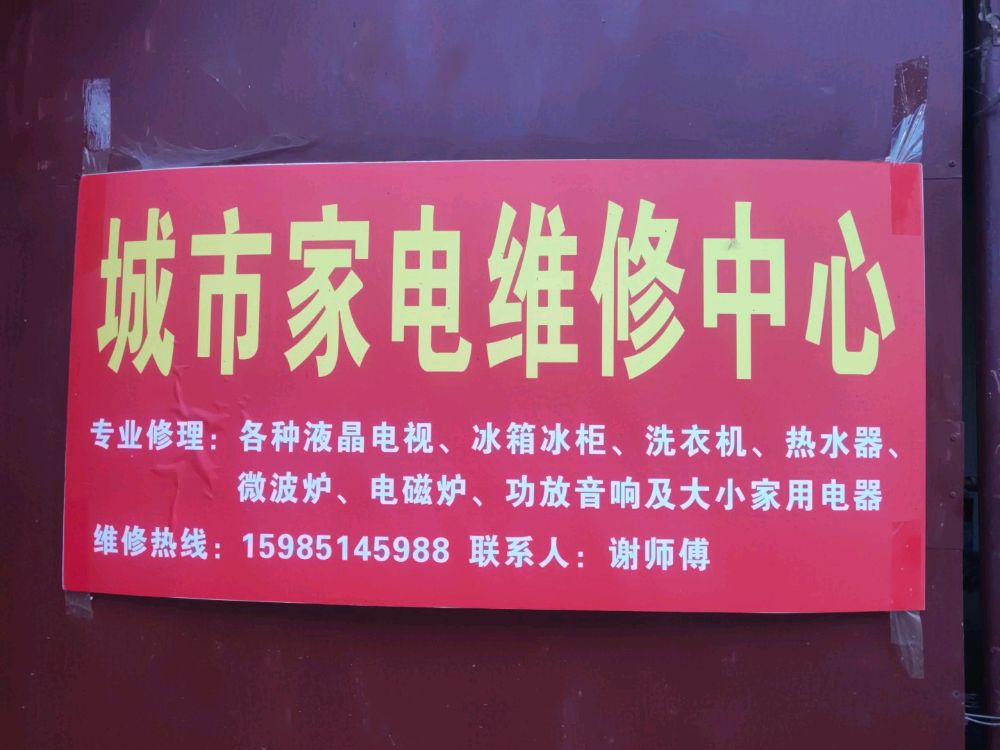 城市家电维修中心
专业修理：各种液晶电视、冰箱冰柜、洗衣机、热水器、
微波炉、电磁炉、功放音响及大小家用电器
维修热线：15985145988 联系人：谢师傅